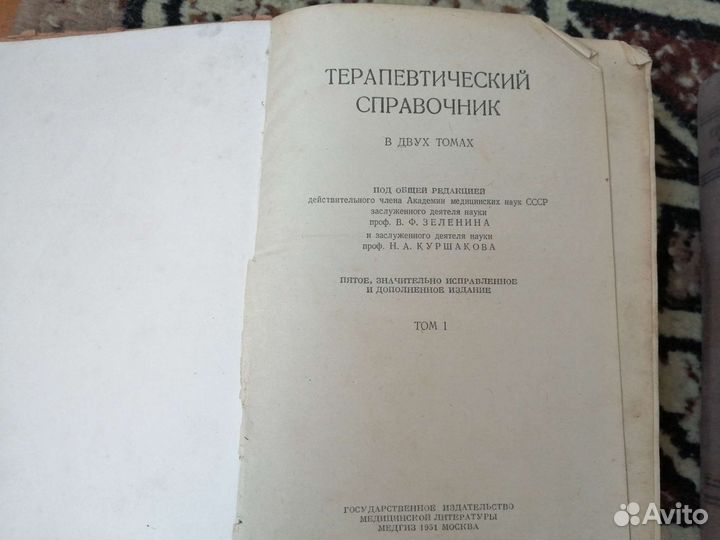 ТЕРАПЕВТИЧЕСКИЙ
СПРАВОЧНИК
В ДВУХ ТОМАХ
ПОД ОБЩЕЙ РЕДАКЦИЕЙ
действительного члена Академии медицинских наук СССР
заслуженного деятеля науки
проф. В. Ф. ЗЕЛЕНИНА
и заслуженного деятеля науки
проф. Н. А. КУРШАКОВА
ПЯТОЕ, ЗНАЧИТЕЛЬНО ИСПРАВЛЕННОЕ
И ДОПОЛНЕННОЕ ИЗДАНИЕ
ТОМ I
ГОСУДАРСТВЕННОЕ ИЗДАТЕЛЬСТВО
МЕДИЦИНСКОЙ ЛИТЕРАТУРЫ
МЕДГИЗ 1951 МОСКВА
Avito